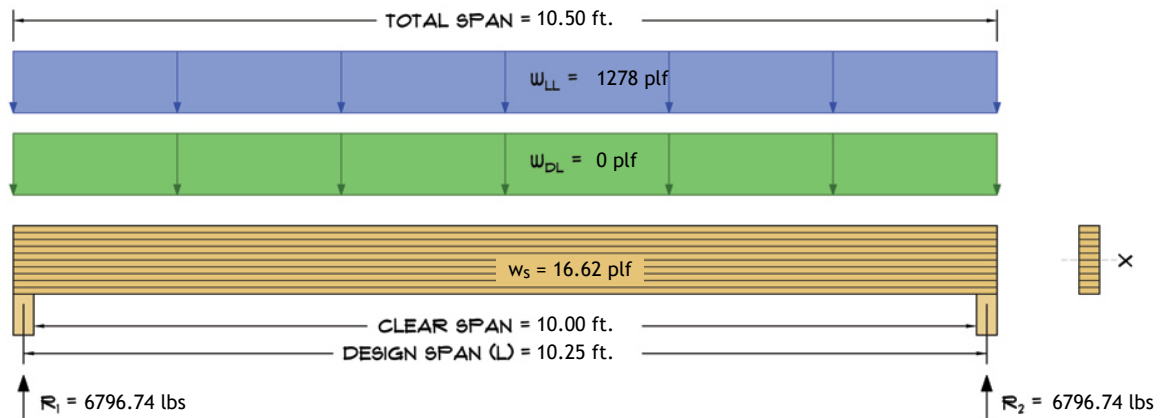 TOTAL SPAN = 10.50 ft.
WLL = 1278 plf
WDL = 0 plf
ws = 16.62 plf
X
CLEAR SPAN = 10.00 ft.
DESIGN SPAN (L) = 10.25 ft.
R1 = 6796.74 lbs
R2 = 6796.74 lbs